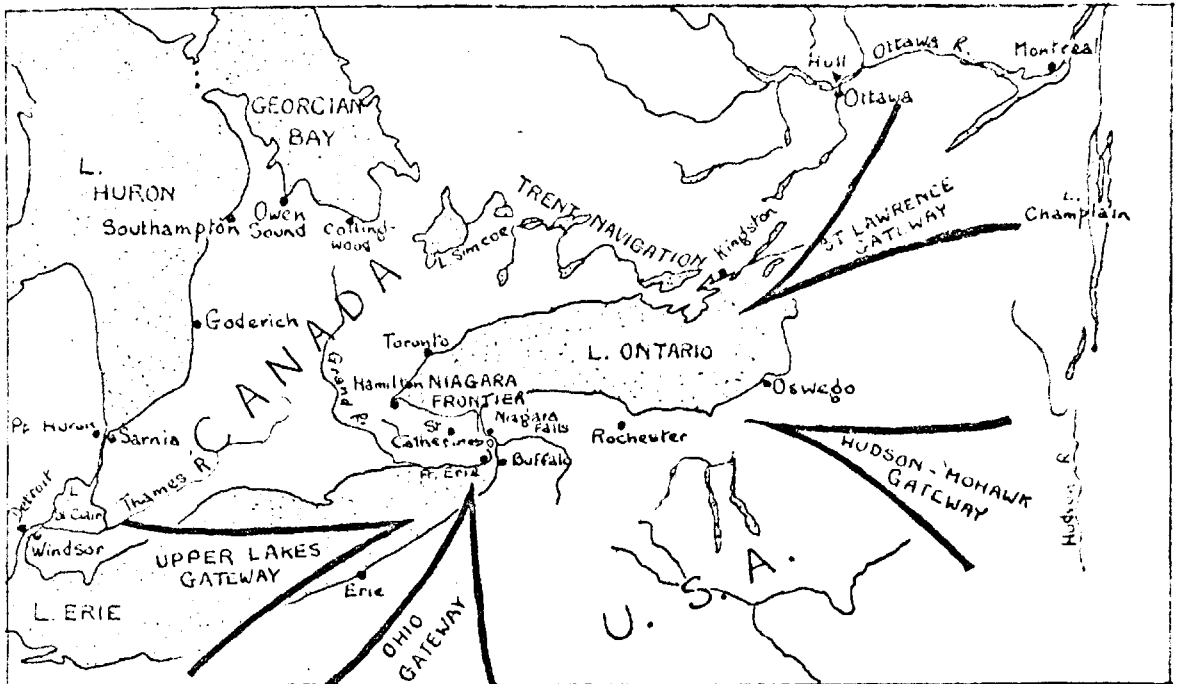 Hull
Ottawa R.
Montreal
Ottawa
GEORGIAN
BAY
L.
HURON
Southampton
Owen
Sound
Colling-
wood
L. Simcoe
TRENT NAVIGATION
Kingston
ST LAWRENCE
GATEWAY
L.
Champlain
CANADA
Goderich
Toronto
L. ONTARIO
Grand R.
Hamilton
NIAGARA
FRONTIER
Oswego
St
Catherines
Niagara
Falls
Rochester
Pt Huron
Sarnia
Ft. Erie
Buffalo
HUDSON-MOHAWK
GATEWAY
Hudson R
Thames R
Detroit
L
St Clair
Windsor
UPPER LAKES
GATEWAY
Erie
L. ERIE
OHIO
GATEWAY
U. S. A.